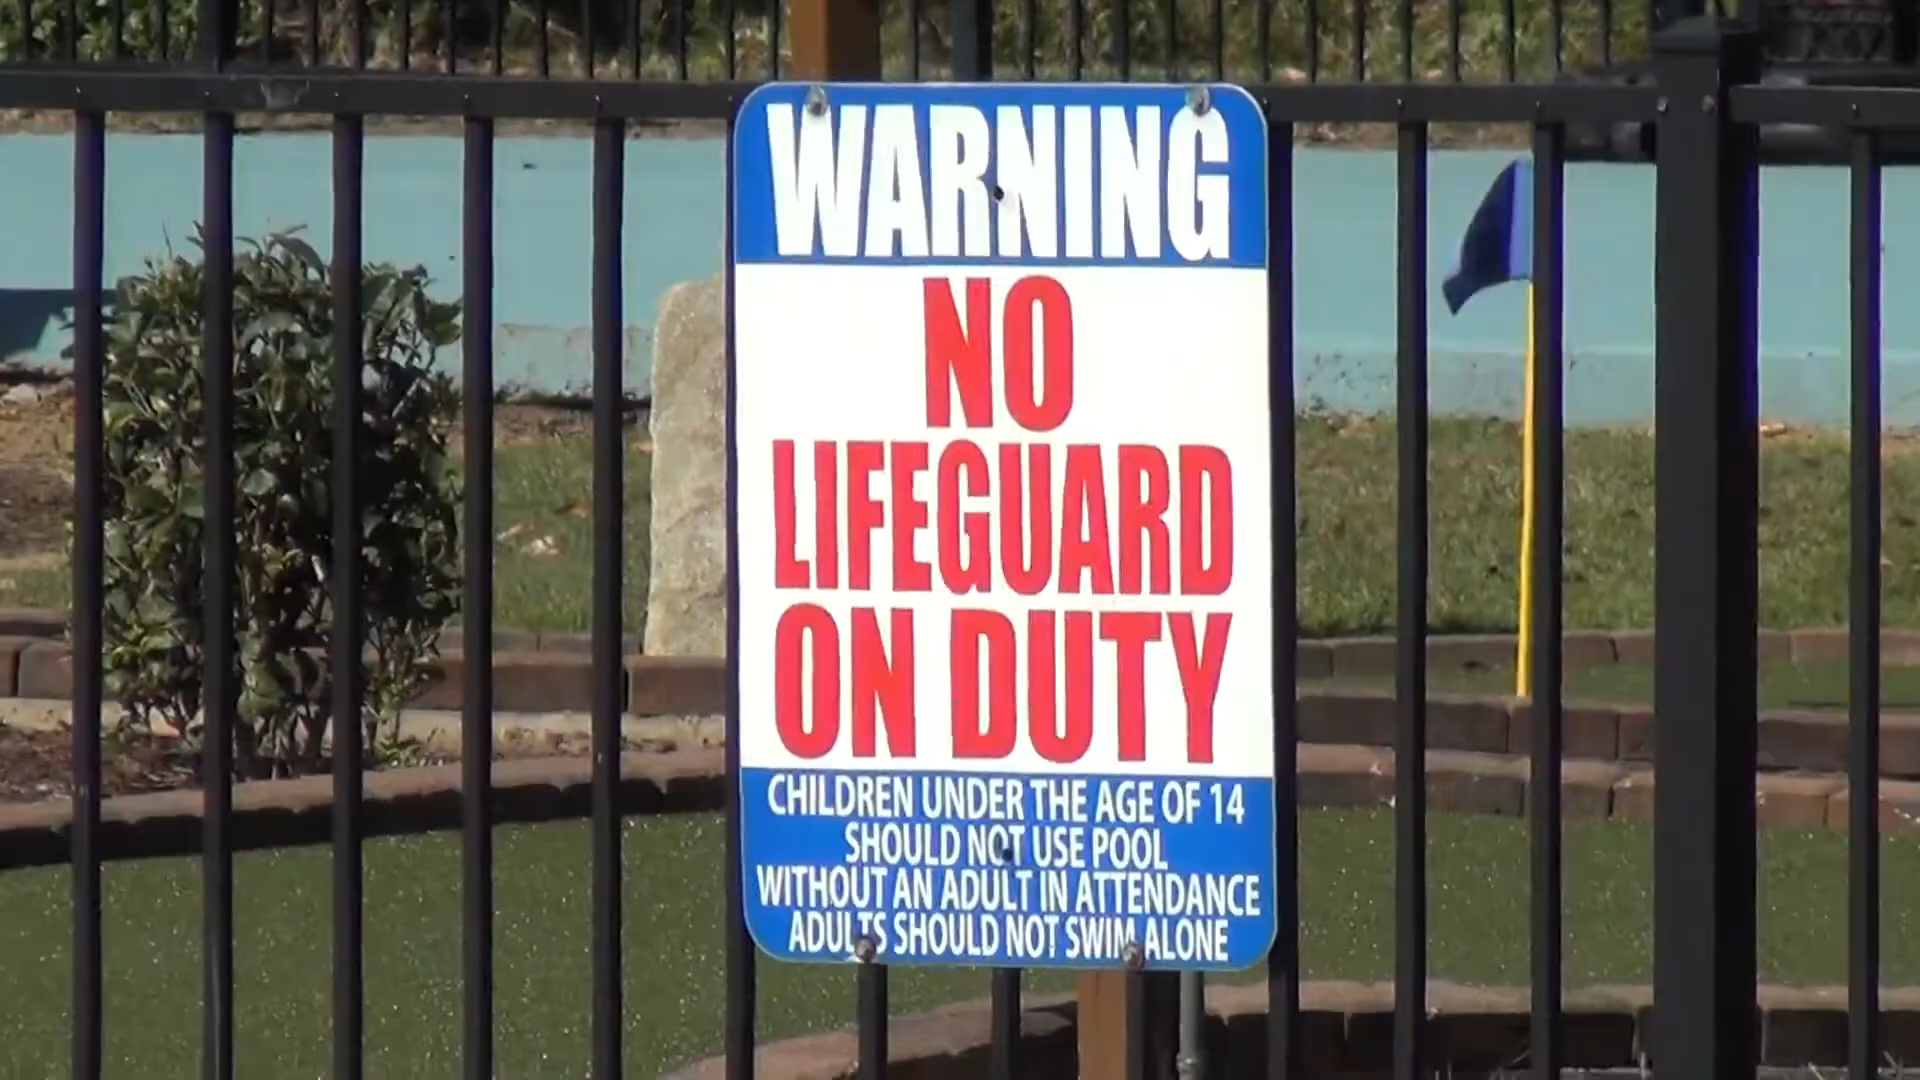 WARNING
NO
LIFEGUARD
ON DUTY
CHILDREN UNDER THE AGE OF 14
SHOULD NOT USE POOL
WITHOUT AN ADULT IN ATTENDANCE
ADULTS SHOULD NOT SWIM ALONE